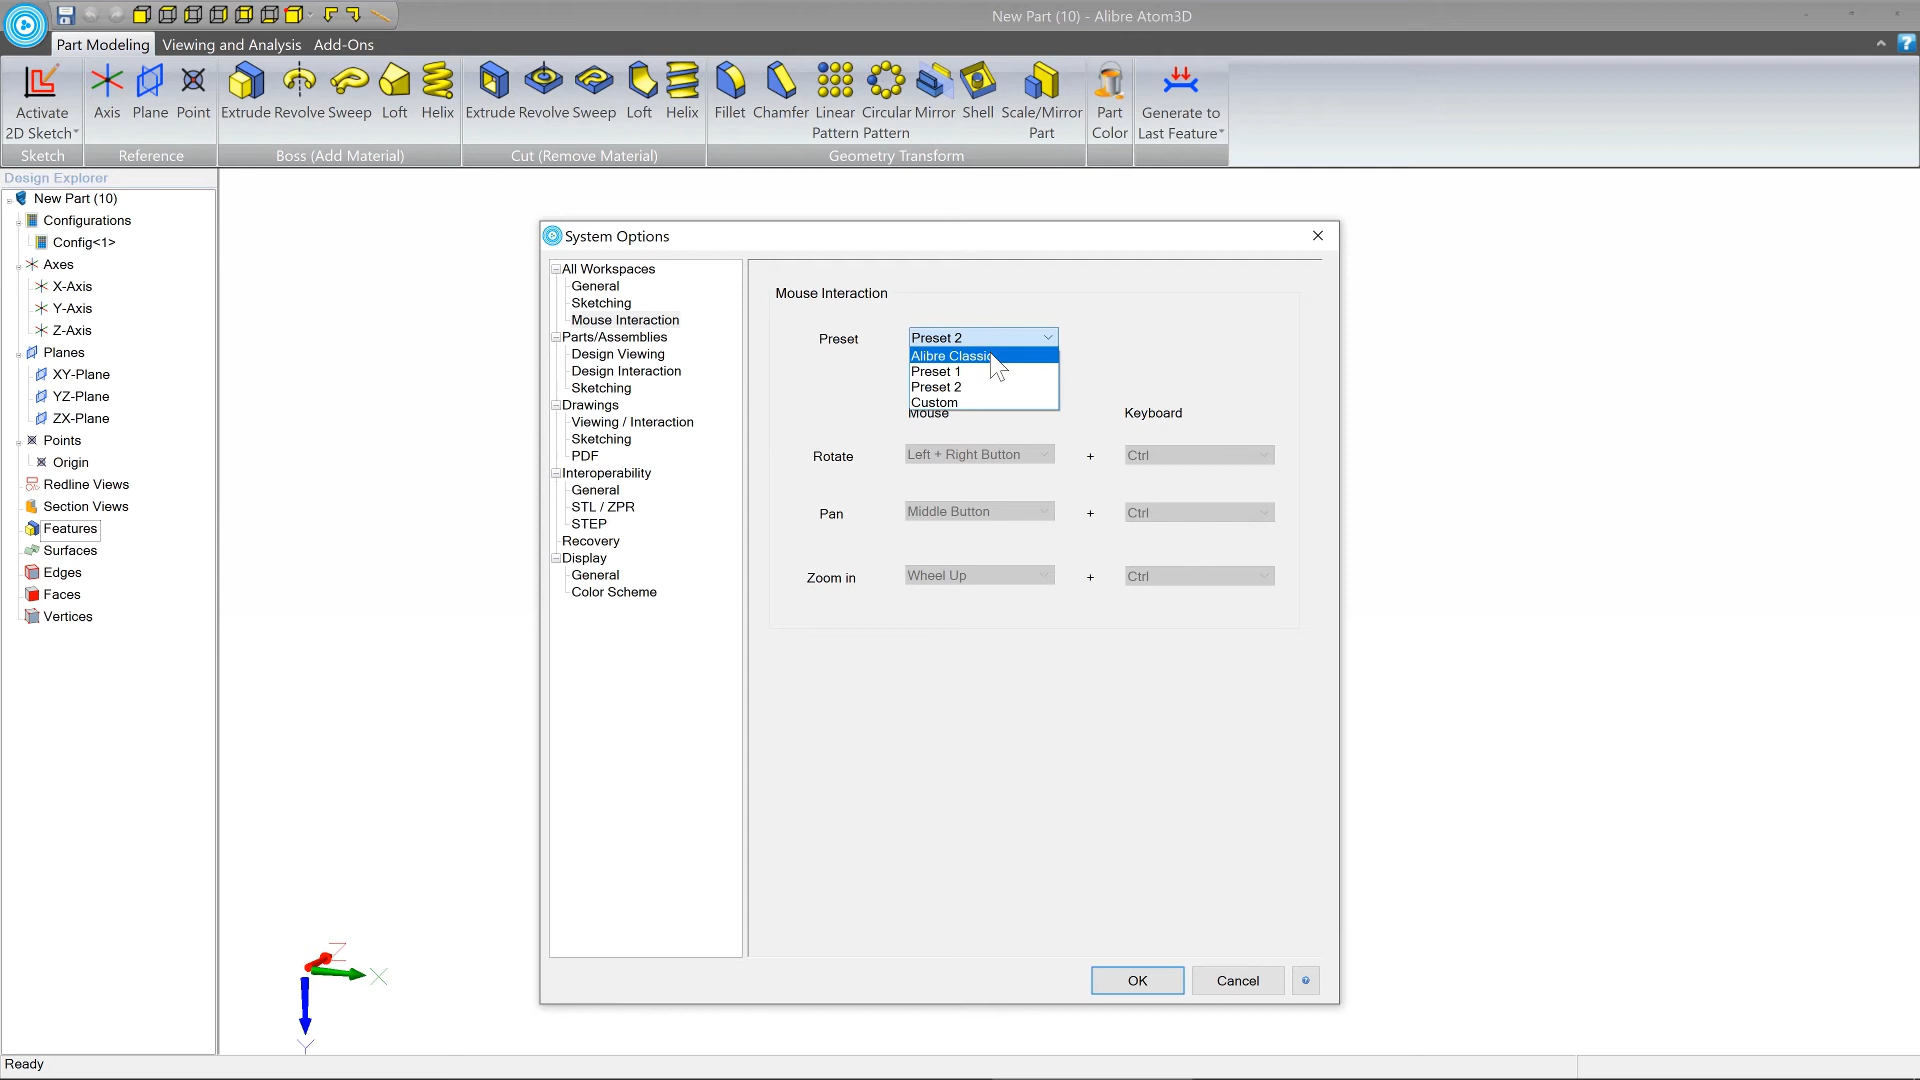 New Part (10) - Alibre Atom3D
Part Modeling Viewing and Analysis Add-Ons
Activate
2D Sketch
Axis Plane Point
Extrude Revolve Sweep Loft Helix
Extrude Revolve Sweep Loft Helix
Fillet Chamfer Linear Circular Mirror Shell Scale/Mirror
Pattern Pattern Part
Part
Color
Generate to
Last Feature
Sketch Reference Boss (Add Material) Cut (Remove Material) Geometry Transform
Design Explorer
New Part (10)
Configurations
Config<1>
Axes
X-Axis
Y-Axis
Z-Axis
Planes
XY-Plane
YZ-Plane
ZX-Plane
Points
Origin
Redline Views
Section Views
Features
Surfaces
Edges
Faces
Vertices
System Options
All Workspaces
General
Sketching
Mouse Interaction
Parts/Assemblies
Design Viewing
Design Interaction
Sketching
Drawings
Viewing / Interaction
Sketching
PDF
Interoperability
General
STL / ZPR
STEP
Recovery
Display
General
Color Scheme
Mouse Interaction
Preset Preset 2
Alibre Classic
Preset 1
Preset 2
Custom
Mouse Keyboard
Rotate Left + Right Button + Ctrl
Pan Middle Button + Ctrl
Zoom in Wheel Up + Ctrl
OK Cancel ?
Z
X
Y
Ready